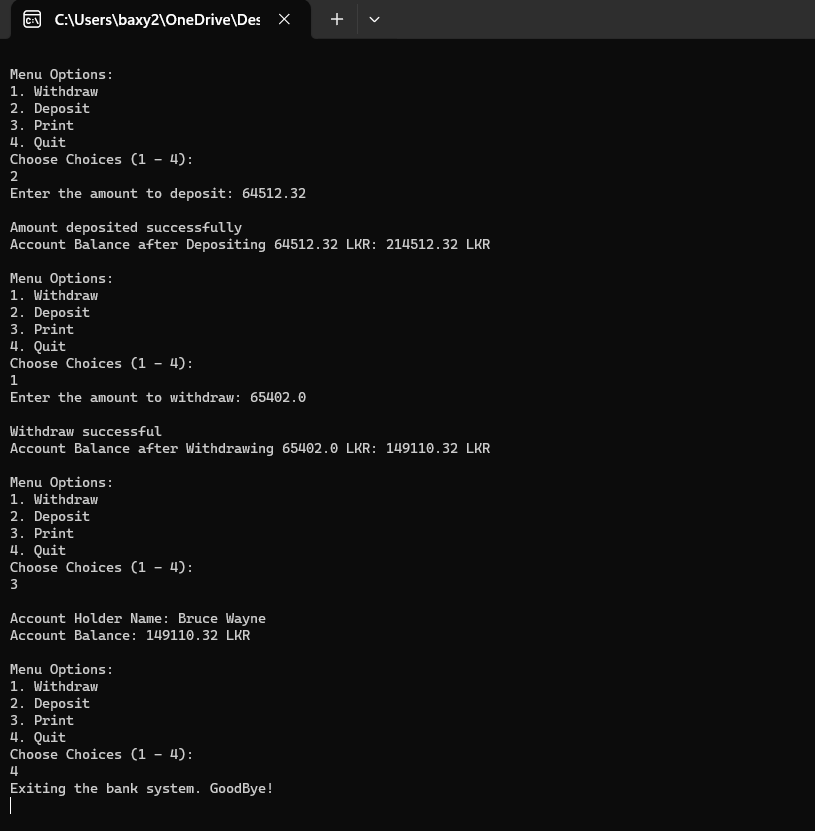 C:\Users\baxy2\OneDrive\Des
Menu Options:
1. Withdraw
2. Deposit
3. Print
4. Quit
Choose Choices (1 - 4):
2
Enter the amount to deposit: 64512.32
Amount deposited successfully
Account Balance after Depositing 64512.32 LKR: 214512.32 LKR
Menu Options:
1. Withdraw
2. Deposit
3. Print
4. Quit
Choose Choices (1 - 4):
1
Enter the amount to withdraw: 65402.0
Withdraw successful
Account Balance after Withdrawing 65402.0 LKR: 149110.32 LKR
Menu Options:
1. Withdraw
2. Deposit
3. Print
4. Quit
Choose Choices (1 - 4):
3
Account Holder Name: Bruce Wayne
Account Balance: 149110.32 LKR
Menu Options:
1. Withdraw
2. Deposit
3. Print
4. Quit
Choose Choices (1 - 4):
4
Exiting the bank system. GoodBye!